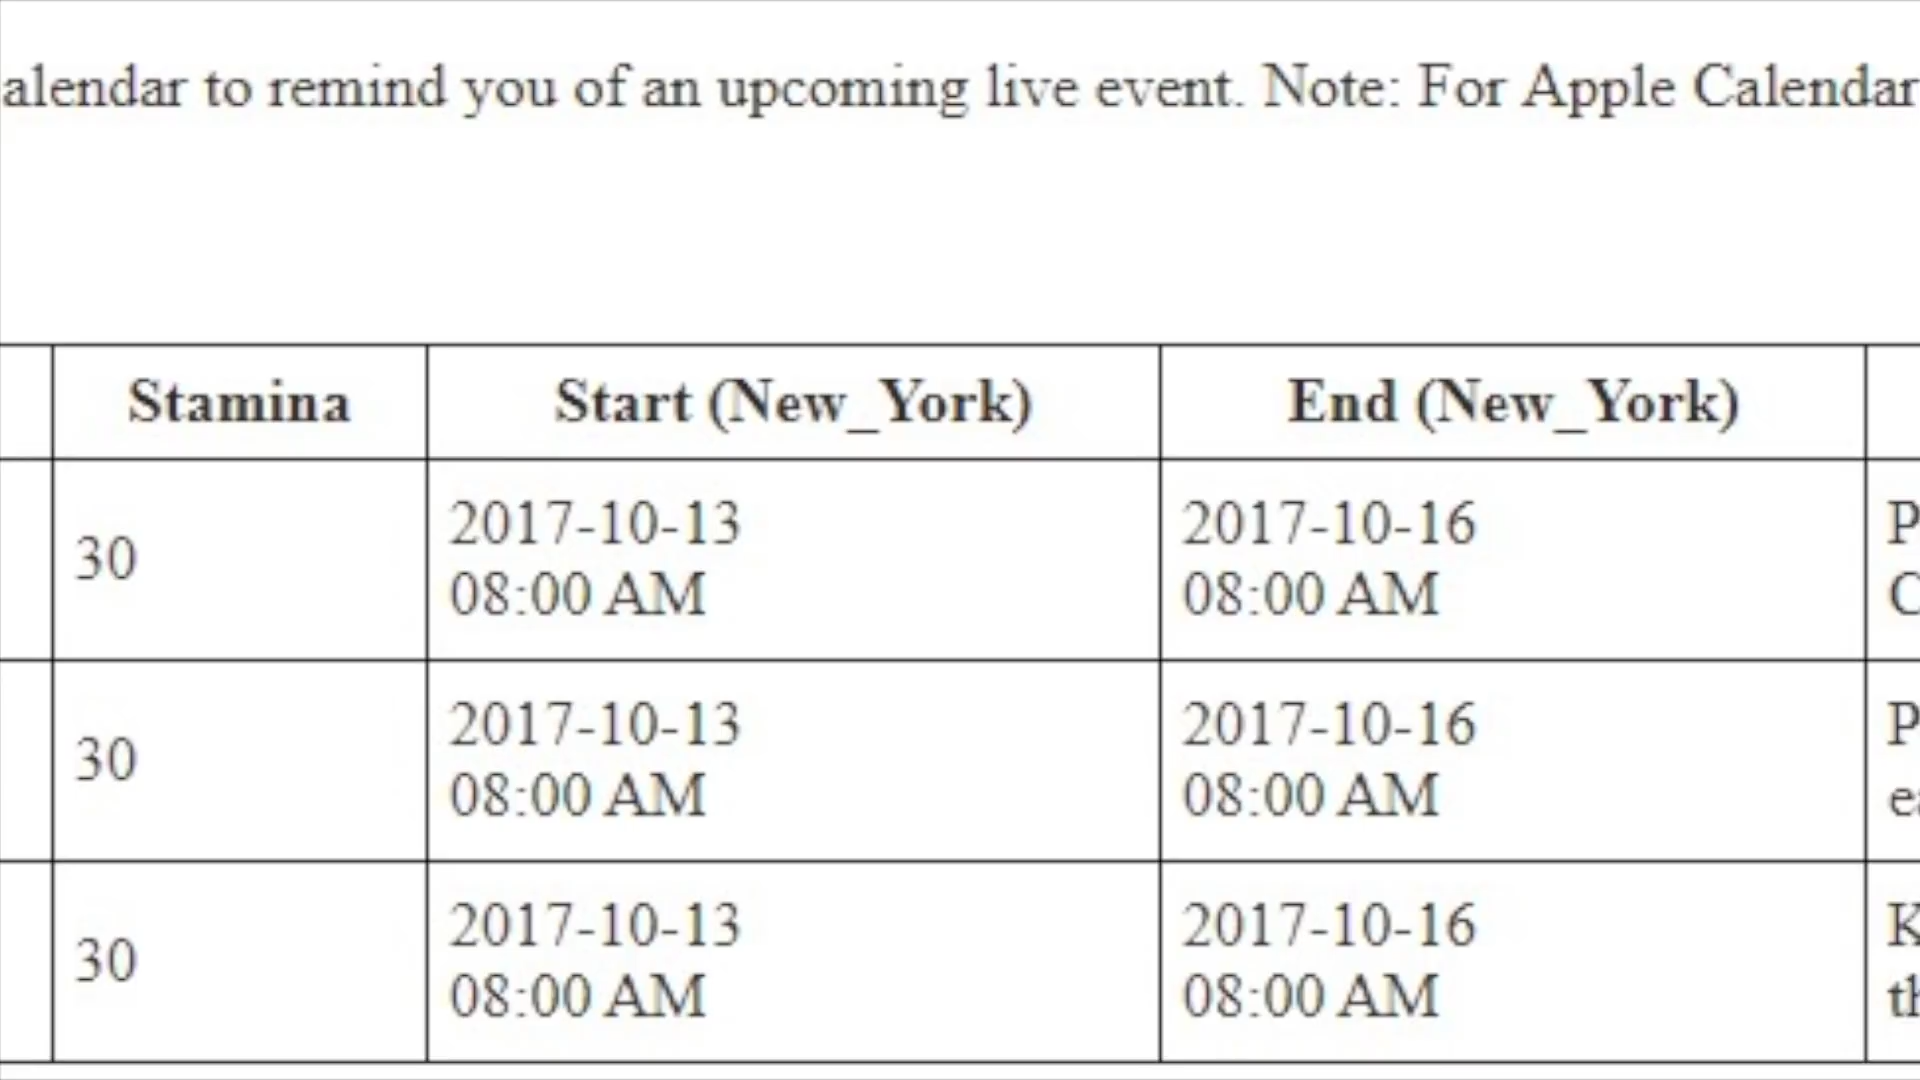 to remind you of an upcoming live event. Note: For Apple Calendar
Stamina Start (New_York) End (New_York)
30 2017-10-13 08:00 AM 2017-10-16 08:00 AM
30 2017-10-13 08:00 AM 2017-10-16 08:00 AM
30 2017-10-13 08:00 AM 2017-10-16 08:00 AM